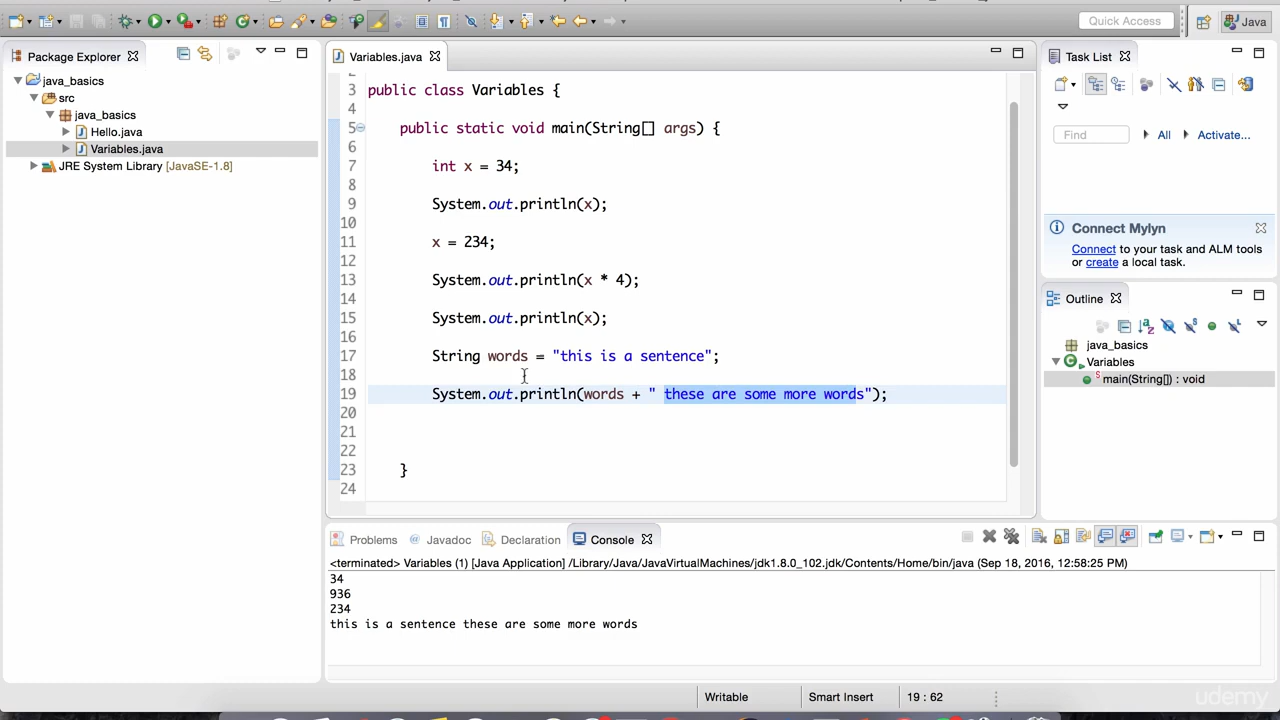 Quick Access
Java
Package Explorer
java_basics
src
java_basics
Hello.java
Variables.java
JRE System Library [JavaSE-1.8]
Variables.java
2
3 public class Variables {
4
5 public static void main(String[] args) {
6
7 int x = 34;
8
9 System.out.println(x);
10
11 x = 234;
12
13 System.out.println(x * 4);
14
15 System.out.println(x);
16
17 String words = "this is a sentence";
18
19 System.out.println(words + " these are some more words");
20
21
22
23 }
24
Task List
Find
All
Activate...
Connect Mylyn
Connect to your task and ALM tools
or create a local task.
Outline
java_basics
Variables
main(String[]) : void
Problems
Javadoc
Declaration
Console
<terminated> Variables (1) [Java Application] /Library/Java/JavaVirtualMachines/jdk1.8.0_102.jdk/Contents/Home/bin/java (Sep 18, 2016, 12:58:25 PM)
34
936
234
this is a sentence these are some more words
Writable
Smart Insert
19 : 62
udemy